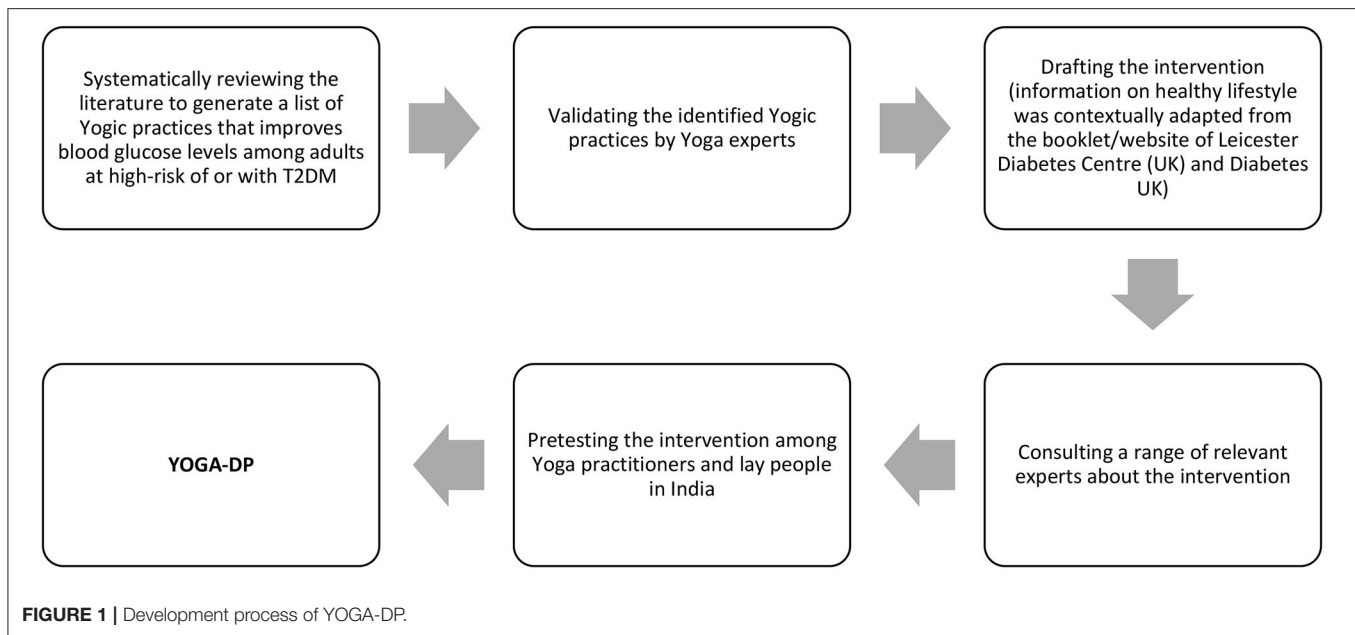 Systematically reviewing the
literature to generate a list of
Yogic practices that improves
blood glucose levels among adults
at high-risk of or with T2DM
Validating the identified Yogic
practices by Yoga experts
Drafting the intervention
(information on healthy lifestyle
was contextually adapted from
the booklet/website of Leicester
Diabetes Centre (UK) and Diabetes
UK)
Consulting a range of relevant
experts about the intervention
Pretesting the intervention among
Yoga practitioners and lay people
in India
YOGA-DP
FIGURE 1 | Development process of YOGA-DP.